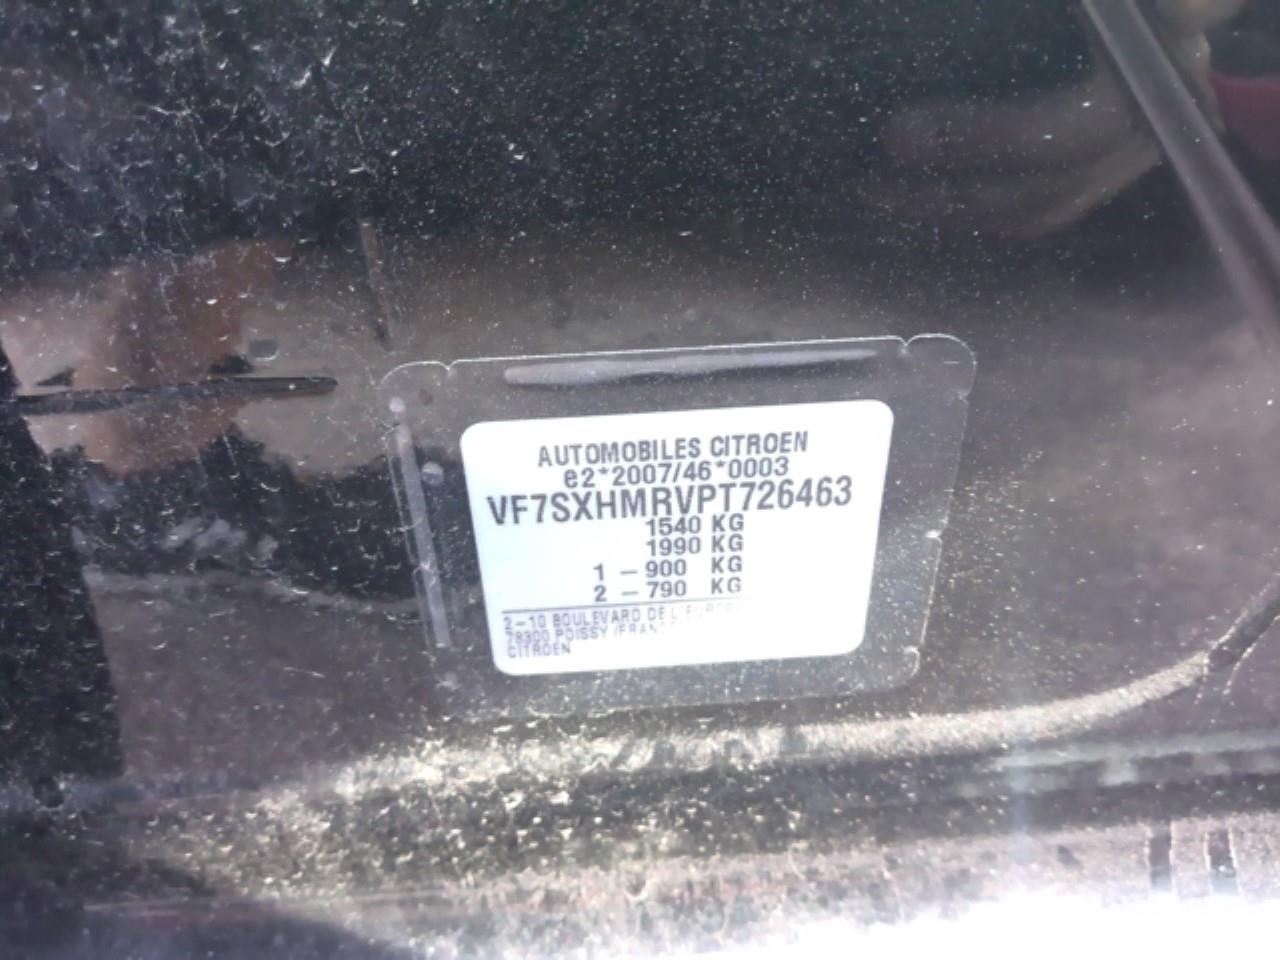 AUTOMOBILES CITROEN
e2*2007/46*0003
VF7SXHMRVPT726463
1540 KG
1990 KG
1 – 900 KG
2 – 790 KG
2–10 BOULEVARD DE
78300 POISSY
CITROEN